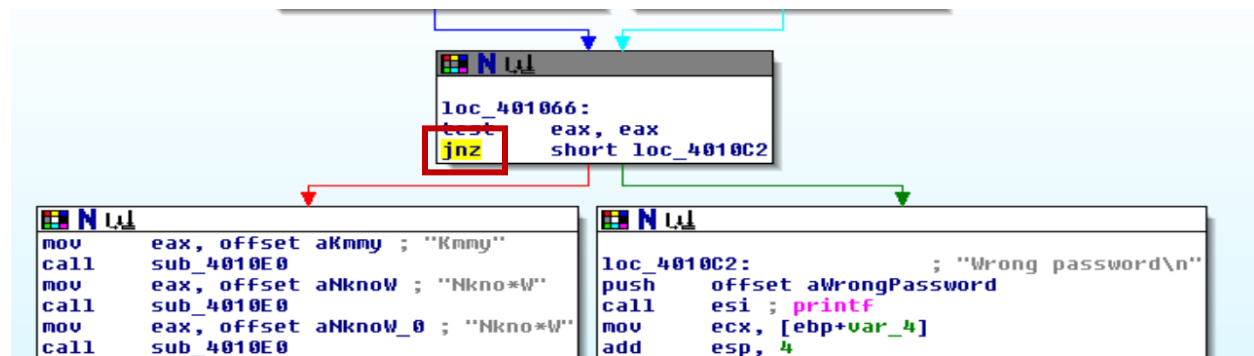 loc_401066:
test eax, eax
jnz short loc_4010C2
mov eax, offset aKmmy ; "Kmmy"
call sub_4010E0
mov eax, offset aNknoW ; "Nkno*W"
call sub_4010E0
mov eax, offset aNknoW_0 ; "Nkno*W"
call sub_4010E0
loc_4010C2: ; "Wrong password\n"
push offset aWrongPassword
call esi ; printf
mov ecx, [ebp+var_4]
add esp, 4